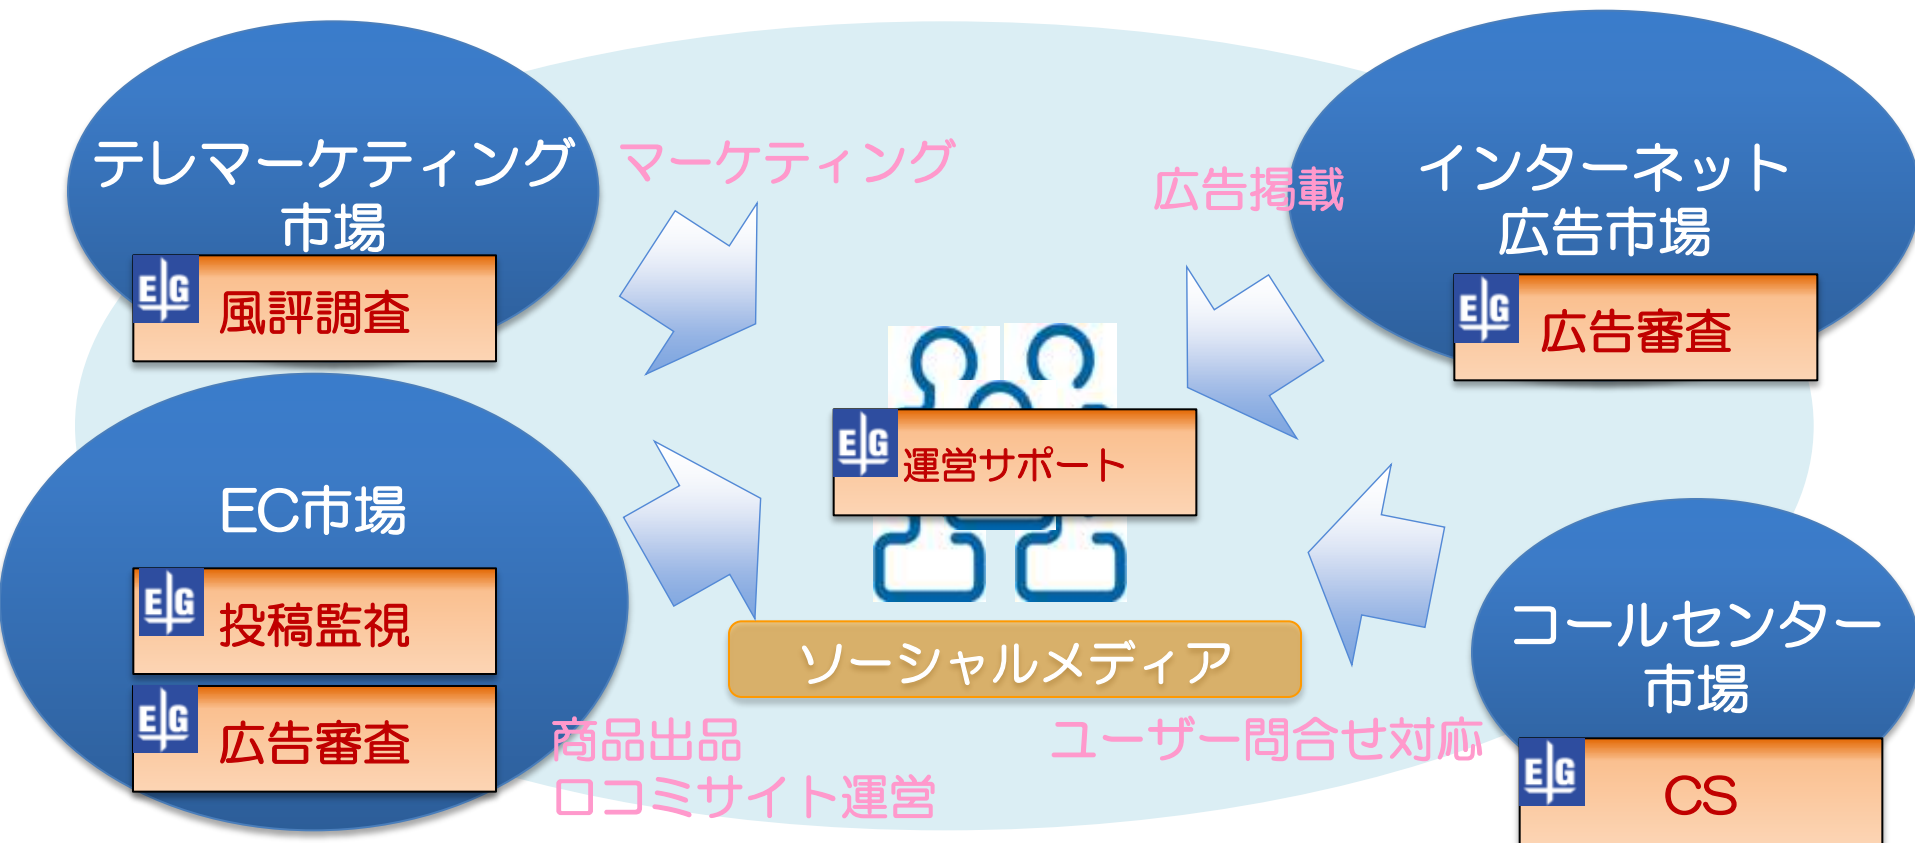 テレマーケティング
市場
EG
風評調査
マーケティング
広告掲載
インターネット
広告市場
EG
広告審査
EG
運営サポート
EC市場
EG
投稿監視
EG
広告審査
ソーシャルメディア
商品出品
口コミサイト運営
ユーザー問合せ対応
コールセンター
市場
EG
CS